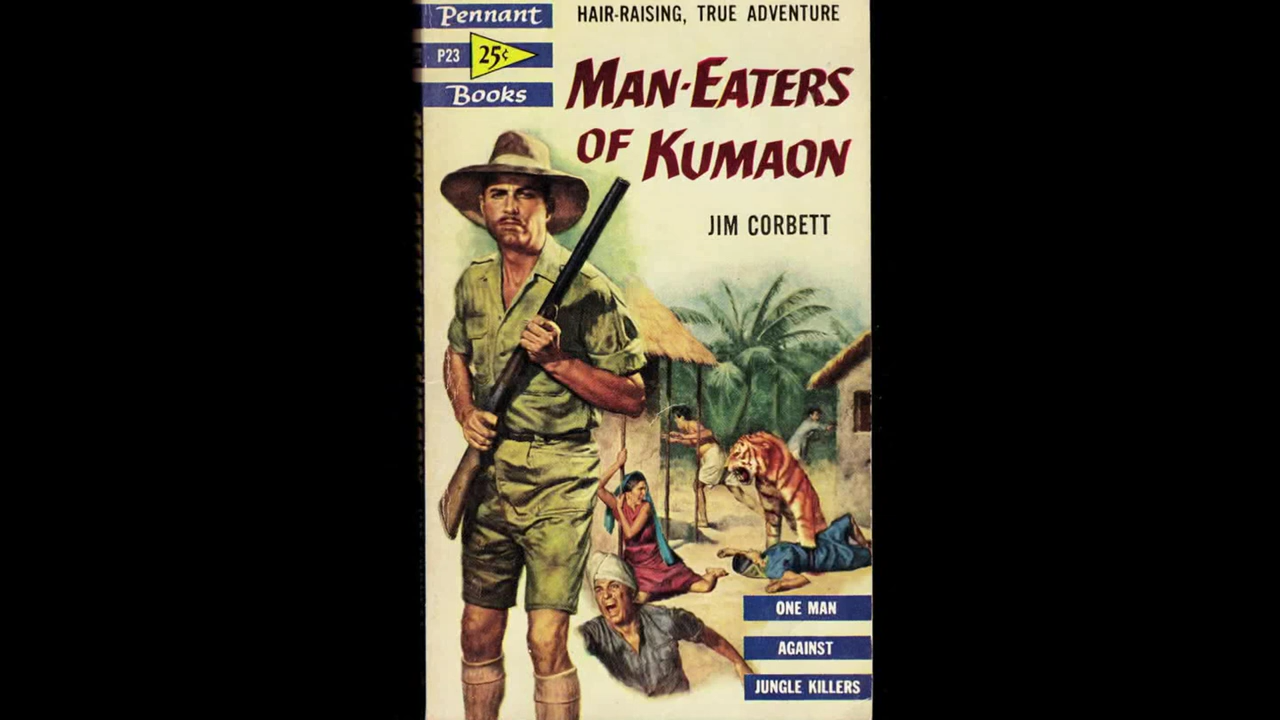 Pennant
P23 25¢
Books
HAIR-RAISING, TRUE ADVENTURE
MAN-EATERS
OF KUMAON
JIM CORBETT
ONE MAN
AGAINST
JUNGLE KILLERS